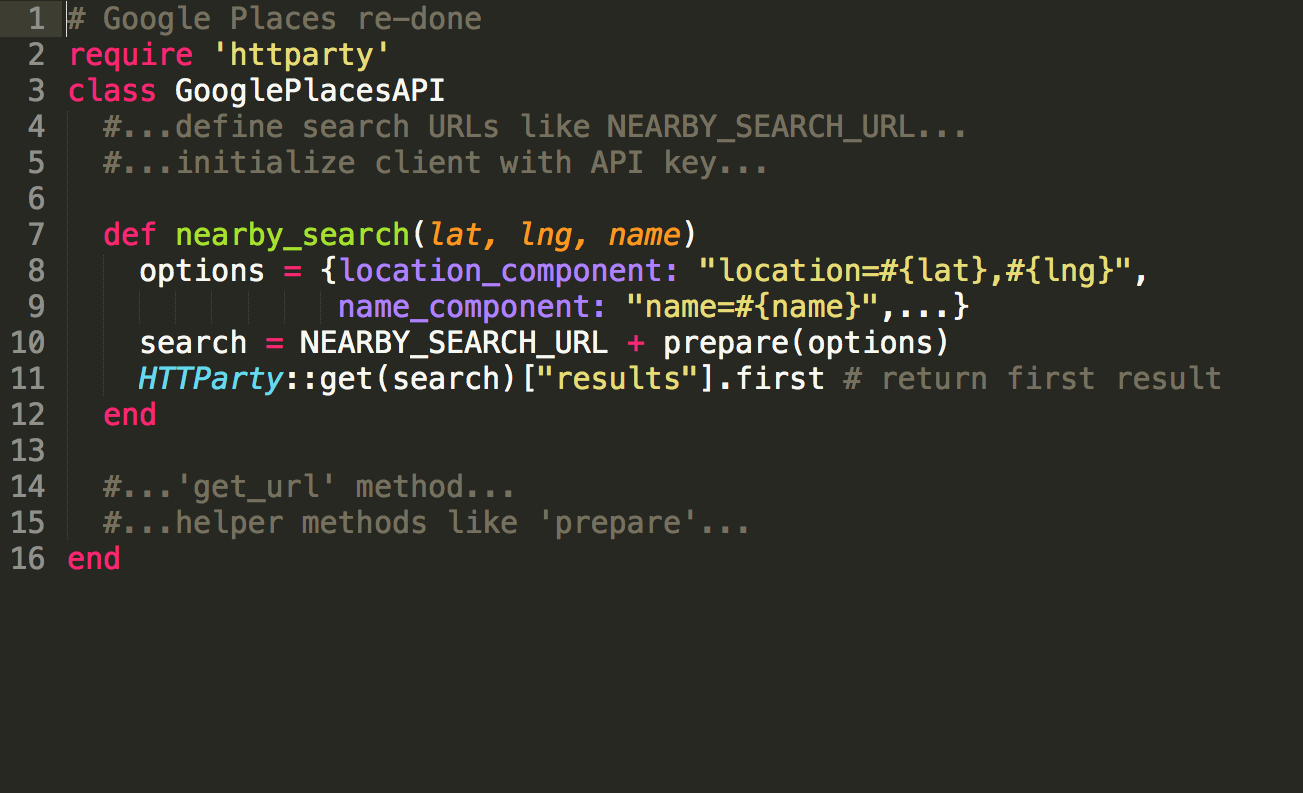 1 # Google Places re-done
2 require 'httparty'
3 class GooglePlacesAPI
4 #...define search URLs like NEARBY_SEARCH_URL...
5 #...initialize client with API key...
6
7 def nearby_search(lat, lng, name)
8 options = {location_component: "location=#{lat},#{lng}",
9 name_component: "name=#{name}",...}
10 search = NEARBY_SEARCH_URL + prepare(options)
11 HTTParty::get(search)["results"].first # return first result
12 end
13
14 #...'get_url' method...
15 #...helper methods like 'prepare'...
16 end